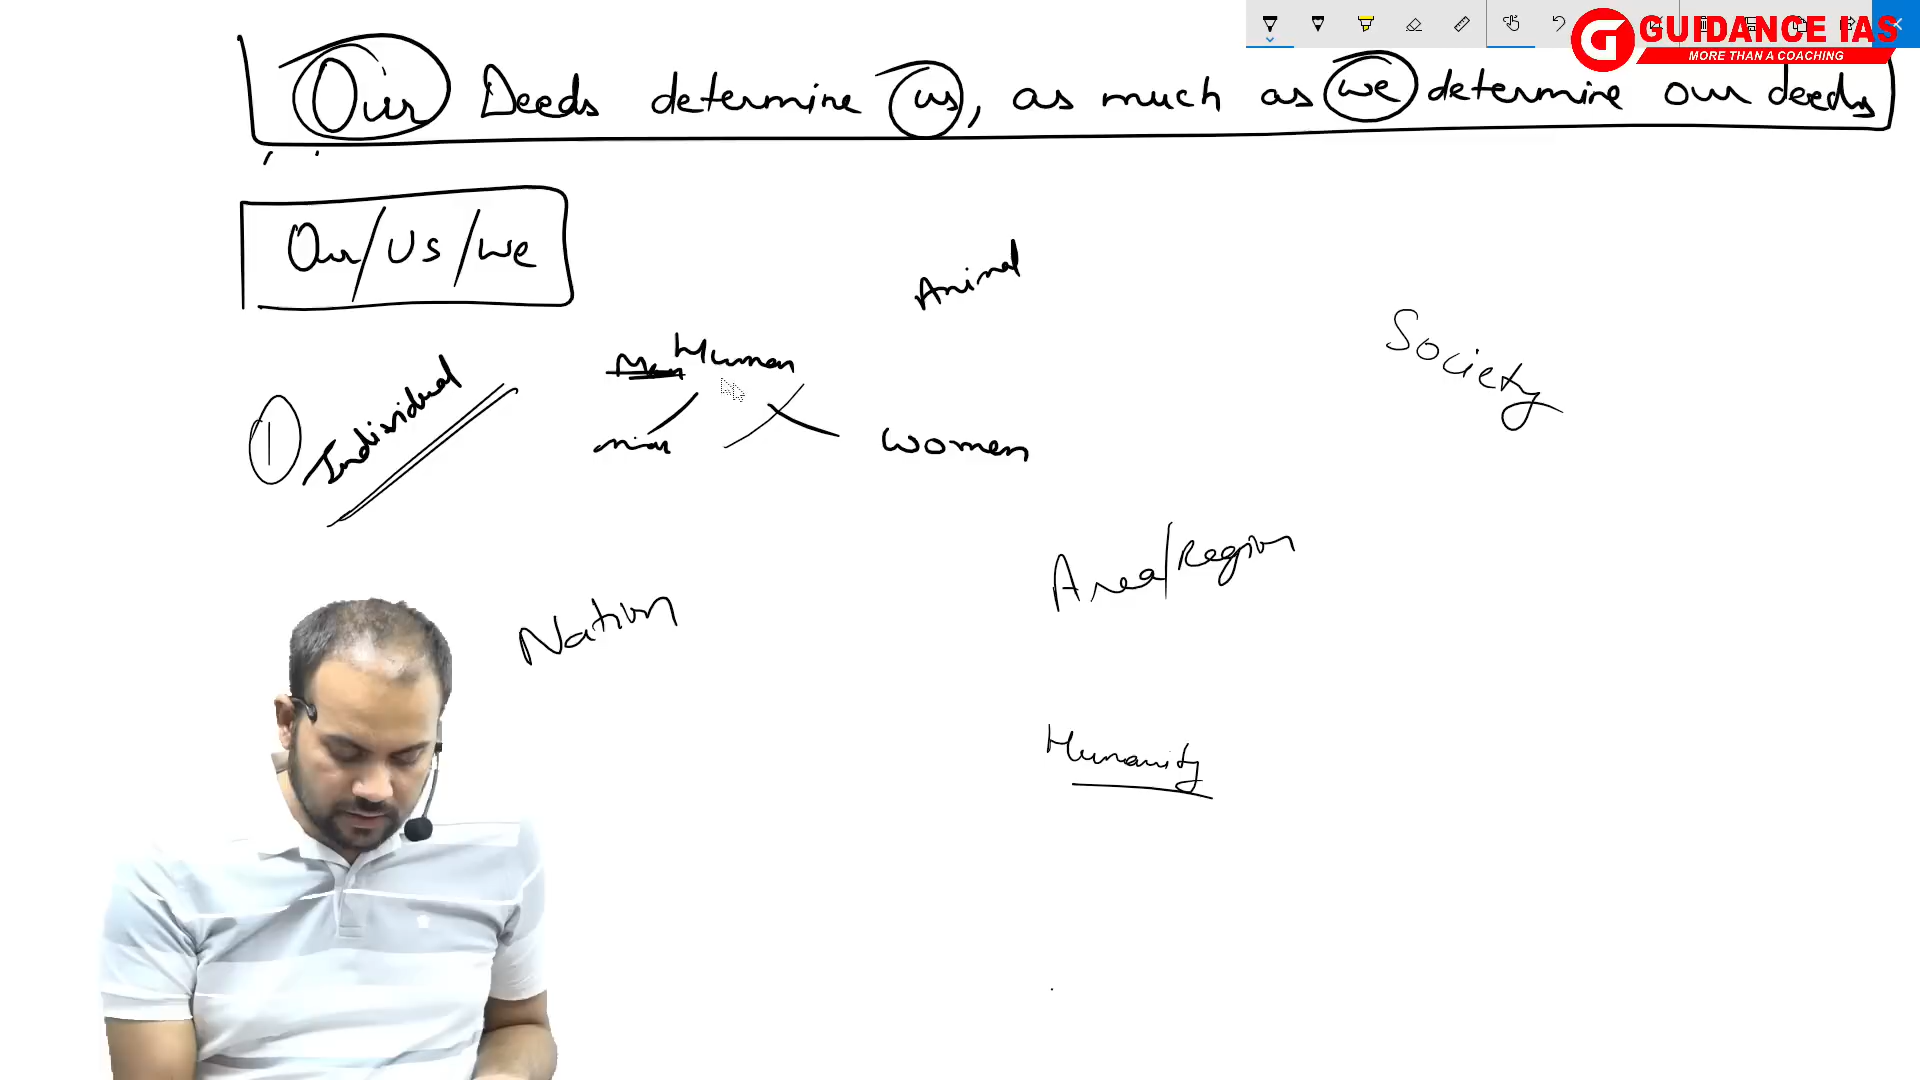 GUIDANCE IAS
MORE THAN A COACHING
Our Deeds determine us, as much as we determine our deeds
Our/US/we
Animal
Society
Human
① Individual
women
Area/Region
Nation
Humanity